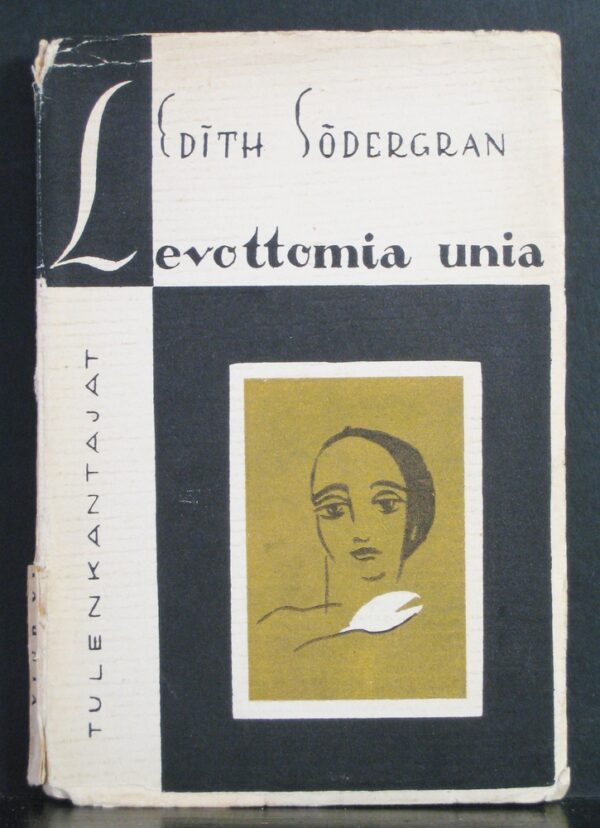 EDITH SÖDERGRAN
Levottomia unia
TULENKANTAJAT